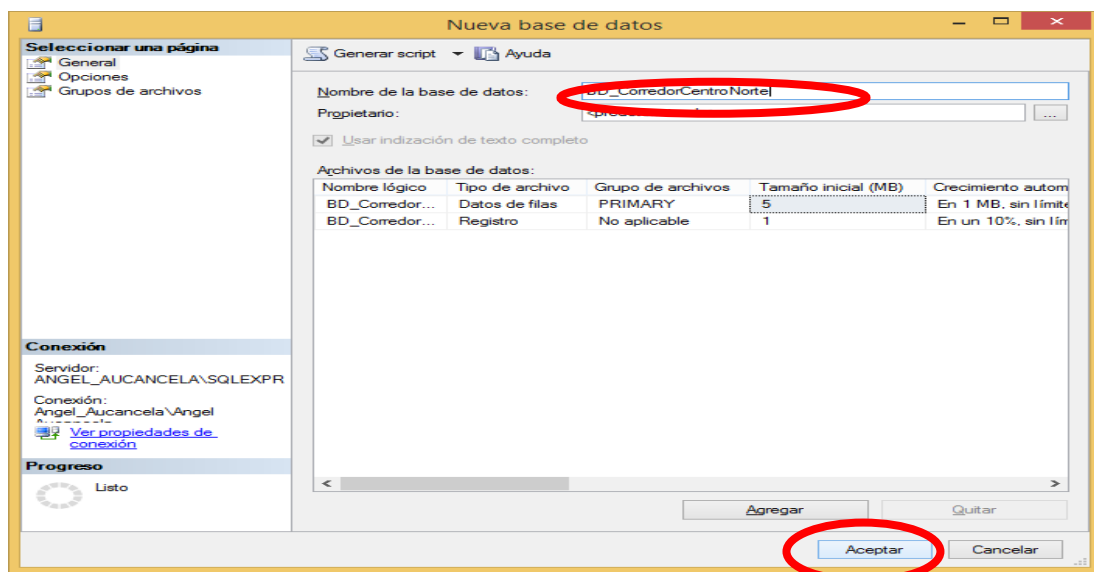 Nueva base de datos
Seleccionar una página
General
Opciones
Grupos de archivos
Generar script Ayuda
Nombre de la base de datos: BD_CorredorCentroNorte
Propietario: ...
Usar indización de texto completo
Archivos de la base de datos:
Nombre lógico Tipo de archivo Grupo de archivos Tamaño inicial (MB) Crecimiento autom
BD_Corredor... Datos de filas PRIMARY 5 En 1 MB, sin límite
BD_Corredor... Registro No aplicable 1 En un 10%, sin lím
Conexión
Servidor:
ANGEL_AUCANCELA\SQLEXPR
Conexión:
Angel_Aucancela\Angel
Ver propiedades de
conexión
Progreso
Listo
Agregar Quitar
Aceptar Cancelar